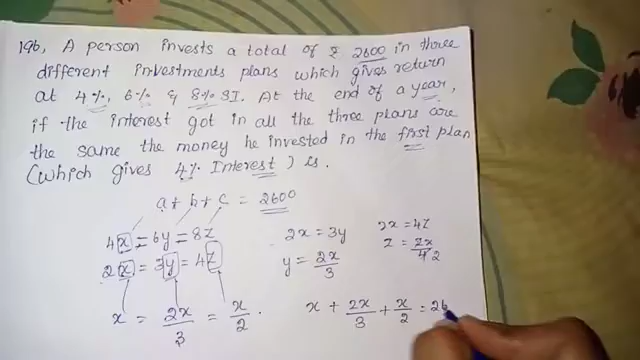 196, A person invests a total of ₹ 2600 in three
different investments plans which gives return
at 4%, 6% & 8% SI. At the end of a year,
if the interest got in all the three plans are
the same the money he invested in the first plan
(which gives 4% Interest) is.
a + b + c = 2600
4x = 6y = 8z
2x = 3y = 4z
x = 2x/3 = x/2.
2x = 3y
y = 2x/3
2x = 4z
z = 2x/4 2
x + 2x/3 + x/2 = 26